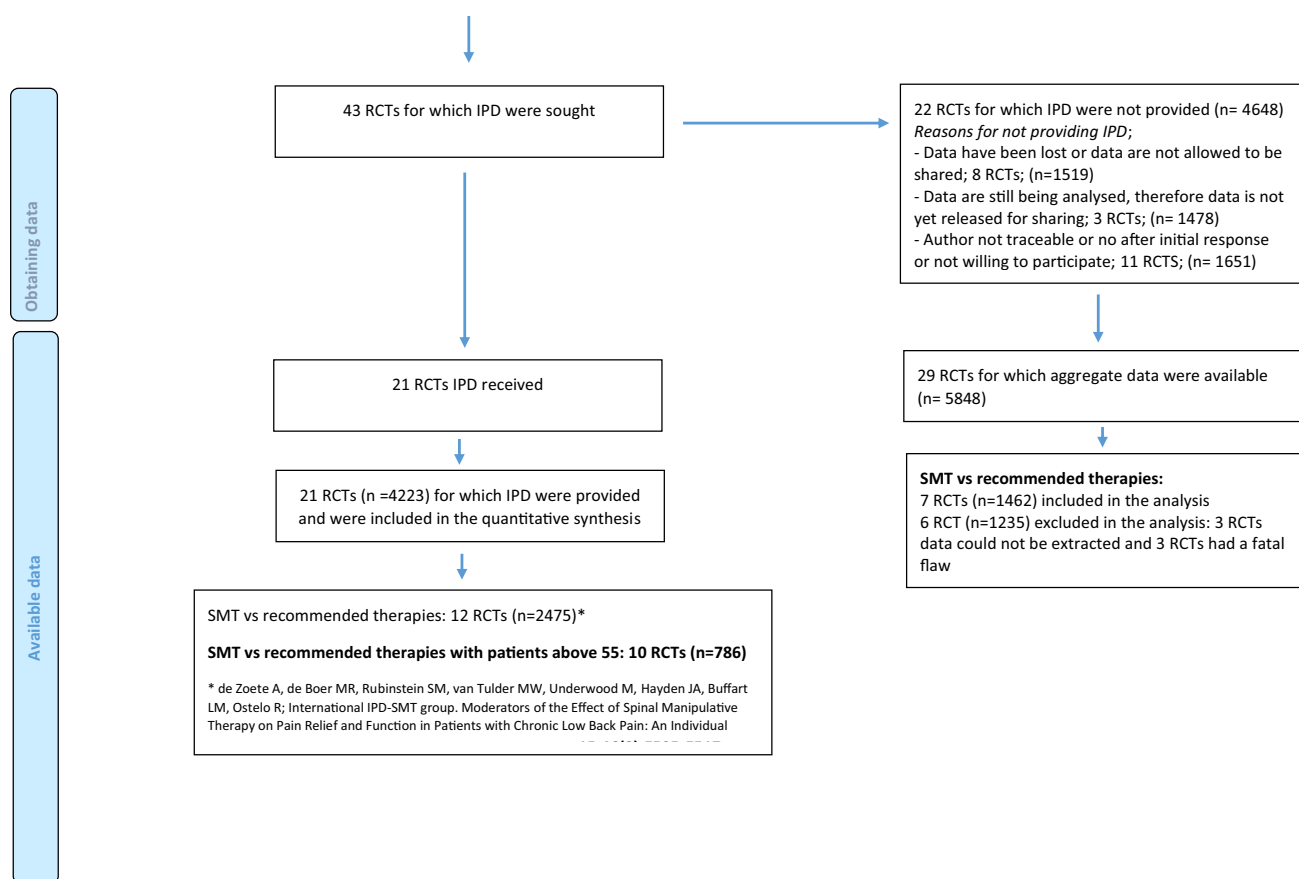 Obtaining data
43 RCTs for which IPD were sought
22 RCTs for which IPD were not provided (n= 4648)
Reasons for not providing IPD;
- Data have been lost or data are not allowed to be
shared; 8 RCTs; (n=1519)
- Data are still being analysed, therefore data is not
yet released for sharing; 3 RCTs; (n= 1478)
- Author not traceable or no after initial response
or not willing to participate; 11 RCTS; (n= 1651)
Available data
21 RCTs IPD received
29 RCTs for which aggregate data were available
(n= 5848)
21 RCTs (n =4223) for which IPD were provided
and were included in the quantitative synthesis
SMT vs recommended therapies:
7 RCTs (n=1462) included in the analysis
6 RCT (n=1235) excluded in the analysis: 3 RCTs
data could not be extracted and 3 RCTs had a fatal
flaw
SMT vs recommended therapies: 12 RCTs (n=2475)*
SMT vs recommended therapies with patients above 55: 10 RCTs (n=786)
* de Zoete A, de Boer MR, Rubinstein SM, van Tulder MW, Underwood M, Hayden JA, Buffart
LM, Ostelo R; International IPD-SMT group. Moderators of the Effect of Spinal Manipulative
Therapy on Pain Relief and Function in Patients with Chronic Low Back Pain: An Individual